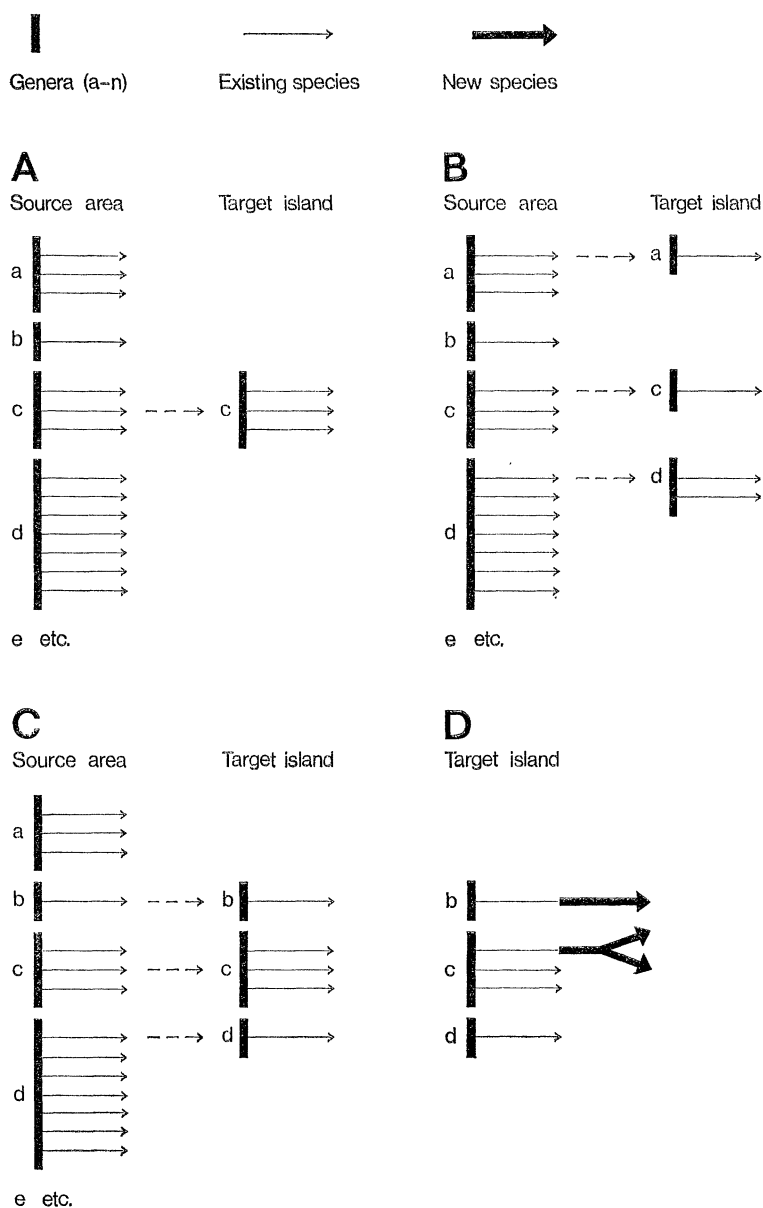 Genera (a-n) Existing species New species
A B
Source area Target island Source area Target island
a a a
b b
c c c c
d d d
e etc. e etc.
C D
Source area Target island Target island
a
b b b
c c c
d d d
e etc.